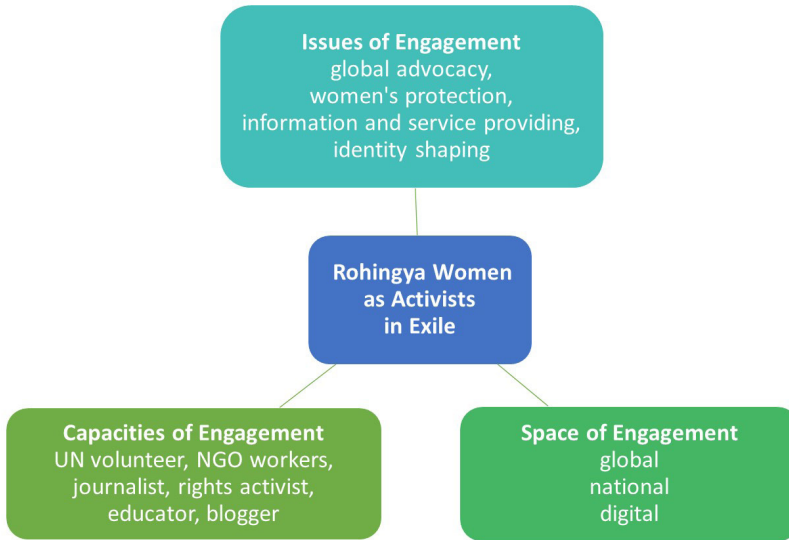 Issues of Engagement
global advocacy,
women's protection,
information and service providing,
identity shaping
Rohingya Women
as Activists
in Exile
Capacities of Engagement
UN volunteer, NGO workers,
journalist, rights activist,
educator, blogger
Space of Engagement
global
national
digital